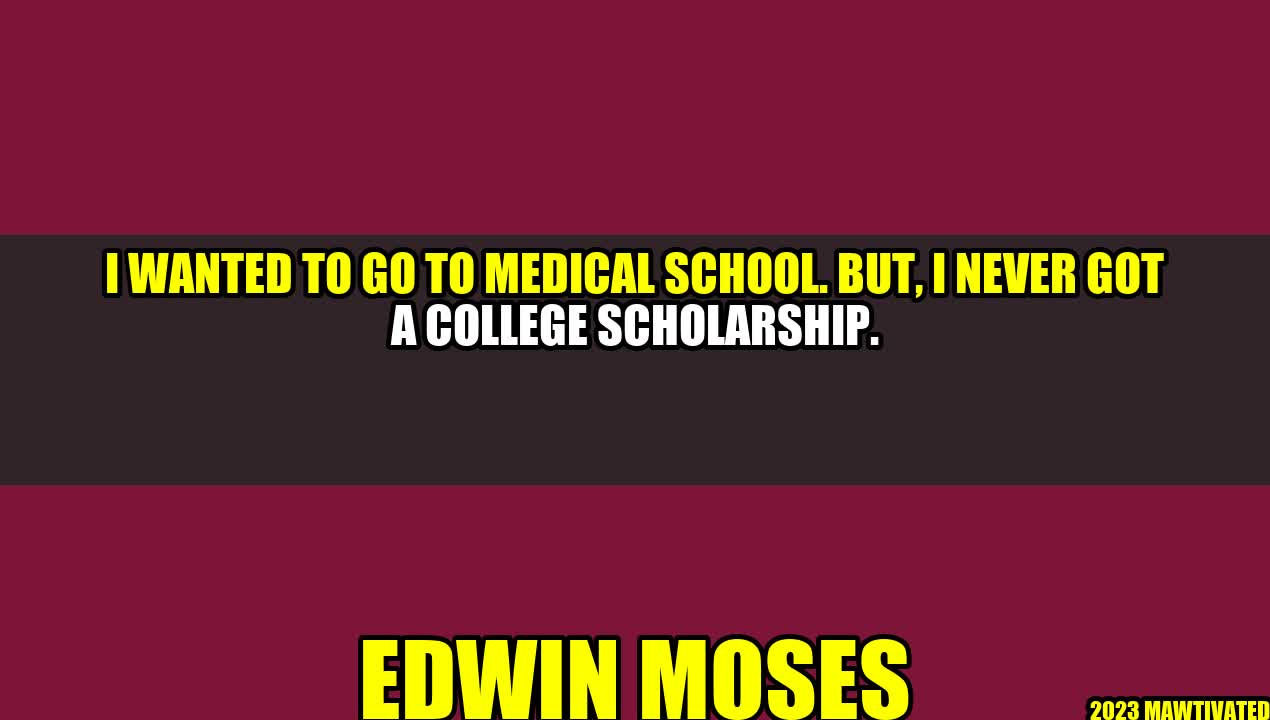 I WANTED TO GO TO MEDICAL SCHOOL. BUT, I NEVER GOT
A COLLEGE SCHOLARSHIP.
EDWIN MOSES
2023 MAWTIVATED